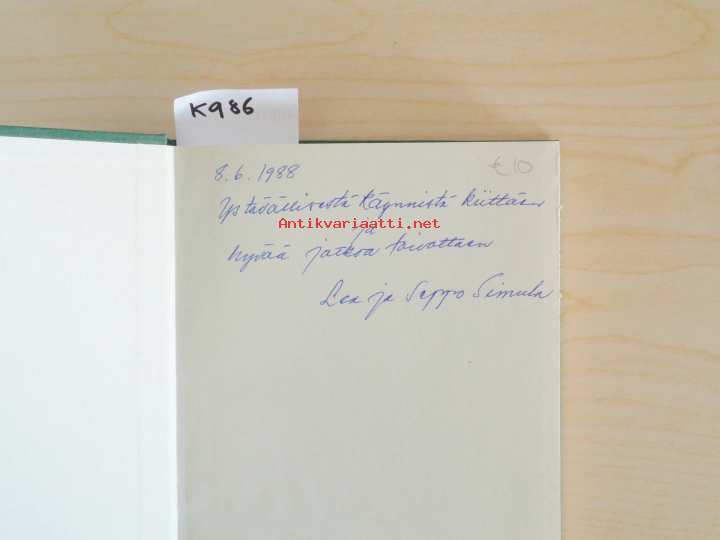 K986
€10
8.6.1988
Ystävällisestä käynnistä kiittäen
Antikvariaatti.net
ja
hyvää jatkoa toivottaen
Lea ja Seppo Simula